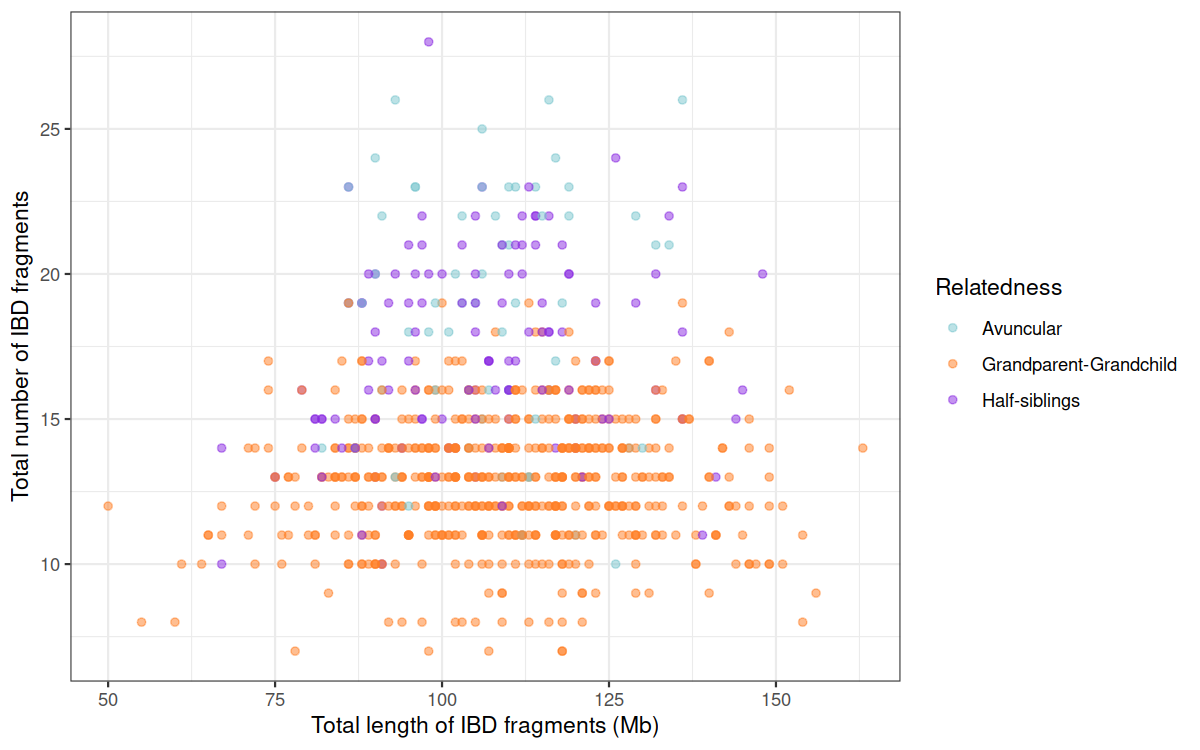 Total number of IBD fragments
25
20
15
10
50
75
100
125
150
Total length of IBD fragments (Mb)
Relatedness
Avuncular
Grandparent-Grandchild
Half-siblings